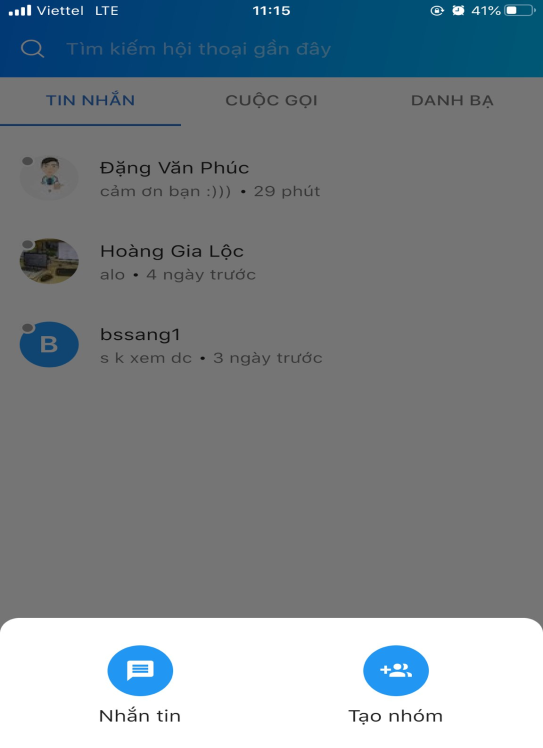 Viettel LTE 11:15 41%
Tìm kiếm hội thoại gần đây
TIN NHẮN CUỘC GỌI DANH BẠ
Đặng Văn Phúc
cảm ơn bạn :))) • 29 phút
Hoàng Gia Lộc
alo • 4 ngày trước
B
bssang1
s k xem dc • 3 ngày trước
Nhắn tin Tạo nhóm